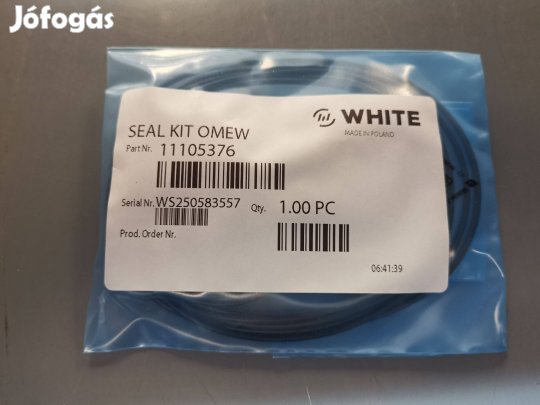 Jófogás
WHITE
MADE IN POLAND
SEAL KIT OMEW
Part Nr. 11105376
Serial Nr. WS250583557 Qty. 1.00 PC
Prod. Order Nr.
06:41:39